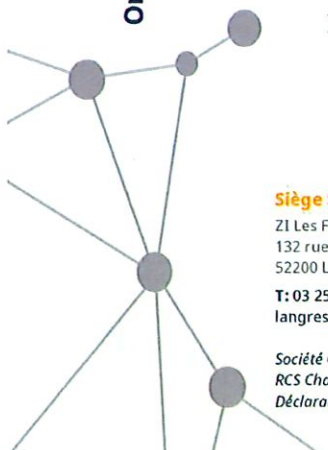 Siège
ZI Les F
132 rue
52200 L
T: 03 25
langres
Société
RCS Cha
Déclara